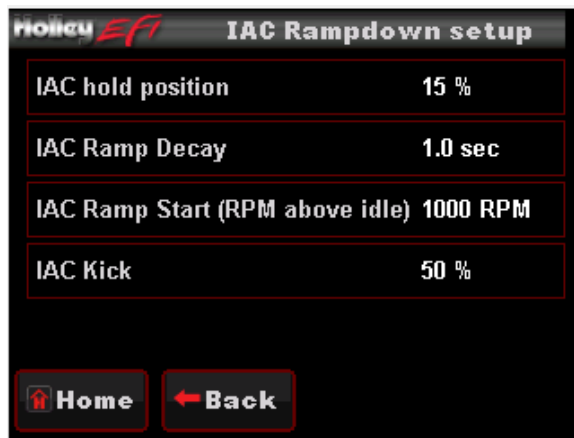 Holley EFI IAC Rampdown setup
IAC hold position 15 %
IAC Ramp Decay 1.0 sec
IAC Ramp Start (RPM above idle) 1000 RPM
IAC Kick 50 %
Home Back